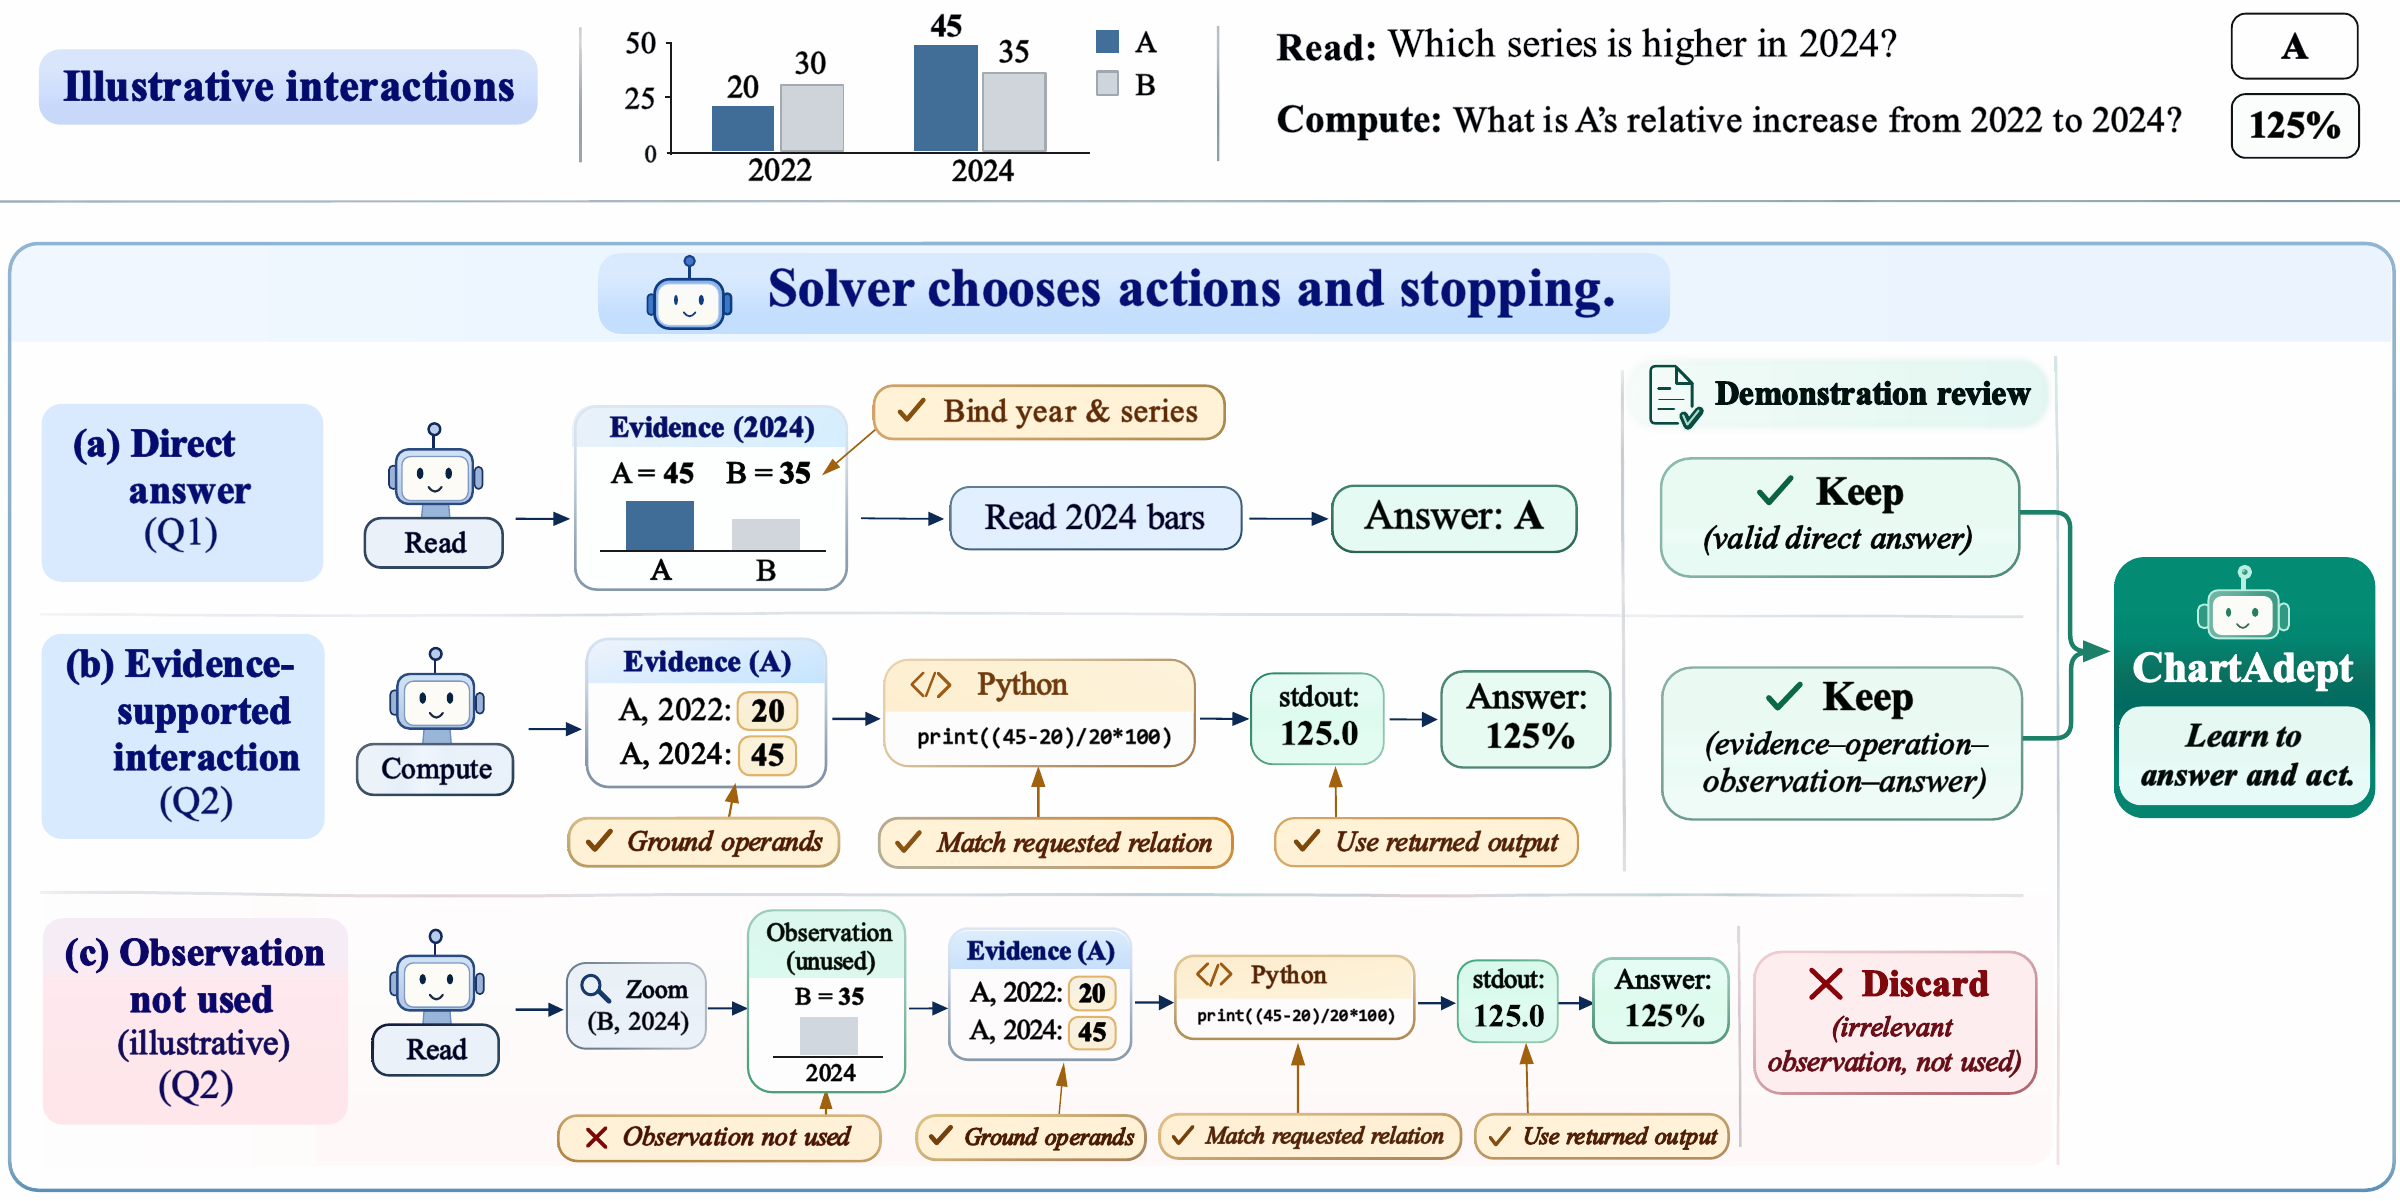 Illustrative interactions
50
25
0
20
30
45
35
2022
2024
A
B
Read: Which series is higher in 2024?
A
Compute: What is A's relative increase from 2022 to 2024?
125%
Solver chooses actions and stopping.
Demonstration review
(a) Direct
answer
(Q1)
Read
Evidence (2024)
A = 45 B = 35
A
B
Bind year & series
Read 2024 bars
Answer: A
Keep
(valid direct answer)
(b) Evidence-
supported
interaction
(Q2)
Compute
Evidence (A)
A, 2022: 20
A, 2024: 45
</> Python
print((45-20)/20*100)
stdout:
125.0
Answer:
125%
Ground operands
Match requested relation
Use returned output
Keep
(evidence–operation–
observation–answer)
ChartAdept
Learn to
answer and act.
(c) Observation
not used
(illustrative)
(Q2)
Read
Zoom
(B, 2024)
Observation
(unused)
B = 35
2024
Evidence (A)
A, 2022: 20
A, 2024: 45
</> Python
print((45-20)/20*100)
stdout:
125.0
Answer:
125%
Observation not used
Ground operands
Match requested relation
Use returned output
Discard
(irrelevant
observation, not used)